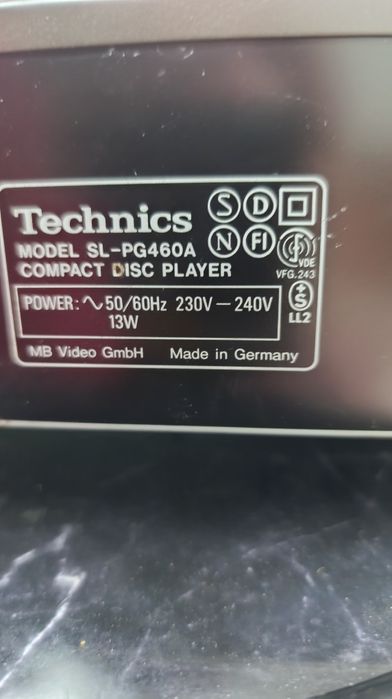 Technics
MODEL SL-PG460A
COMPACT DISC PLAYER
S D
N FI
VDE
VFG.243
+S
LL2
POWER: ∿ 50/60Hz 230V — 240V
13W
MB Video GmbH Made in Germany